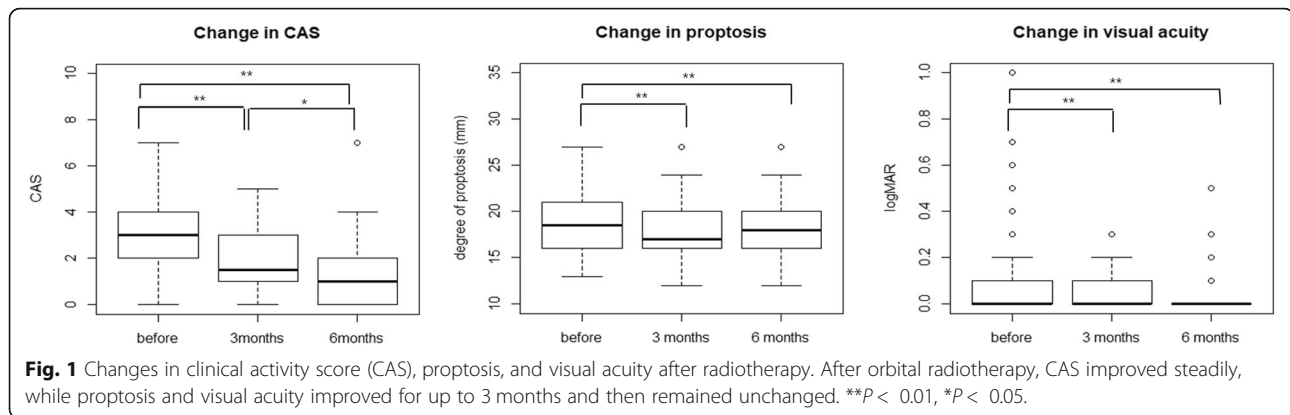 Change in CAS
CAS
10
8
6
4
2
0
**
**
*
before 3months 6months
Change in proptosis
degree of proptosis (mm)
35
30
25
20
15
10
**
**
before 3 months 6 months
Change in visual acuity
logMAR
1.0
0.8
0.6
0.4
0.2
0.0
**
**
before 3 months 6 months
Fig. 1 Changes in clinical activity score (CAS), proptosis, and visual acuity after radiotherapy. After orbital radiotherapy, CAS improved steadily,
while proptosis and visual acuity improved for up to 3 months and then remained unchanged. **P < 0.01, *P < 0.05.